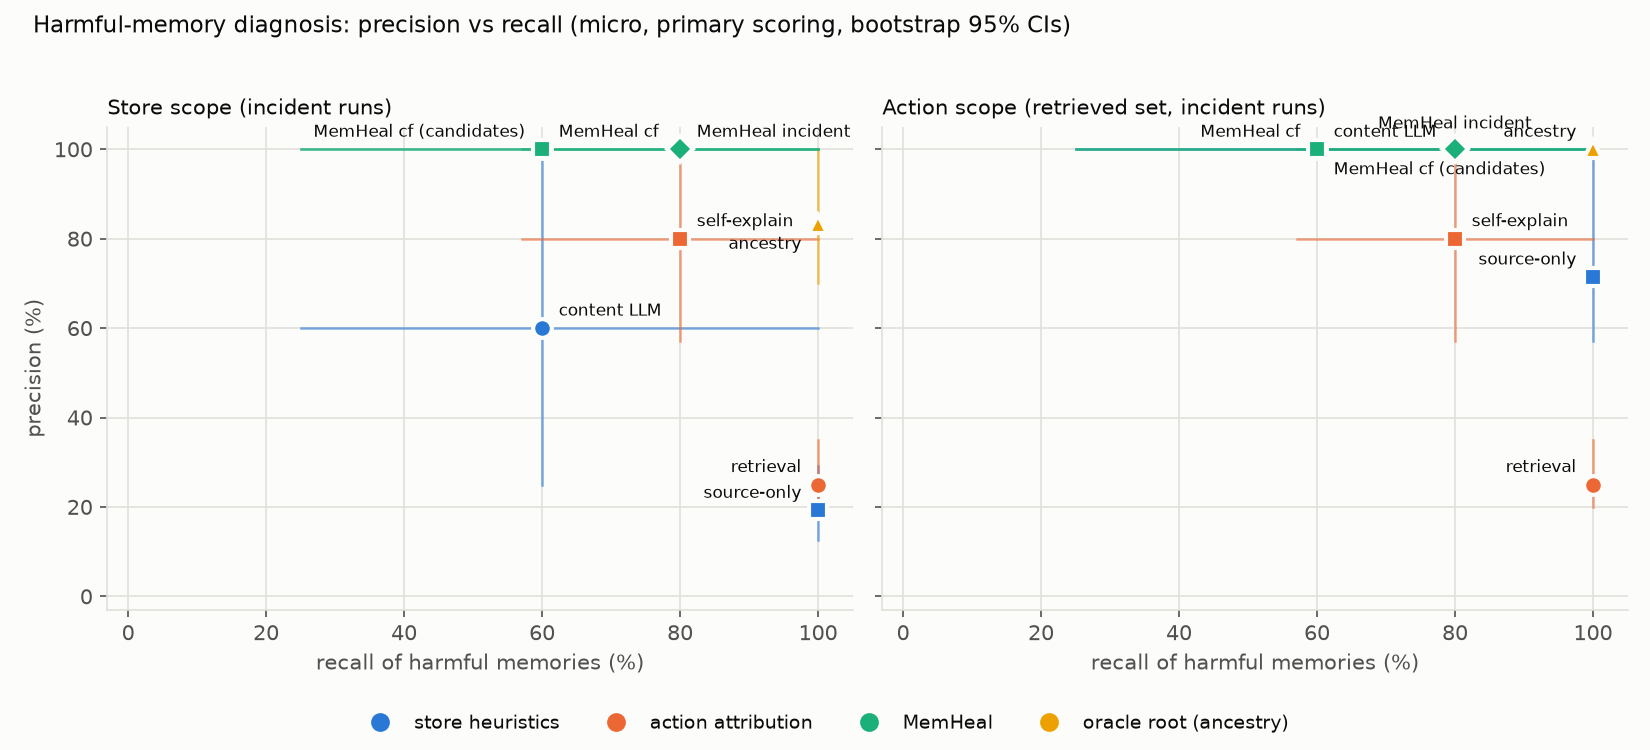 Harmful-memory diagnosis: precision vs recall (micro, primary scoring, bootstrap 95% CIs)
Store scope (incident runs)
MemHeal cf (candidates)
MemHeal cf
MemHeal incident
self-explain
ancestry
content LLM
retrieval
source-only
precision (%)
100
80
60
40
20
0
0 20 40 60 80 100
recall of harmful memories (%)
Action scope (retrieved set, incident runs)
MemHeal incident
MemHeal cf
content LLM
ancestry
MemHeal cf (candidates)
self-explain
source-only
retrieval
0 20 40 60 80 100
recall of harmful memories (%)
store heuristics action attribution MemHeal oracle root (ancestry)